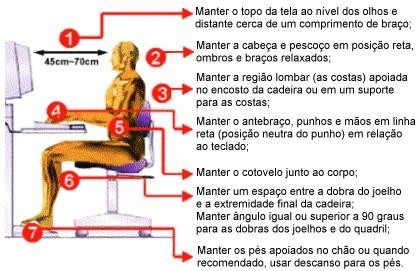 Manter o topo da tela ao nível dos olhos e
distante cerca de um comprimento de braço;
1
45cm~70cm
Manter a cabeça e pescoço em posição reta,
ombros e braços relaxados;
2
Manter a região lombar (as costas) apoiada
no encosto da cadeira ou em um suporte
para as costas;
3
Manter o antebraço, punhos e mãos em linha
reta (posição neutra do punho) em relação
ao teclado;
4
5
Manter o cotovelo junto ao corpo;
6
Manter um espaço entre a dobra do joelho
e a extremidade final da cadeira;
Manter ângulo igual ou superior a 90 graus
para as dobras dos joelhos e do quadril;
7
Manter os pés apoiados no chão ou quando
recomendado, usar descanso para os pés.